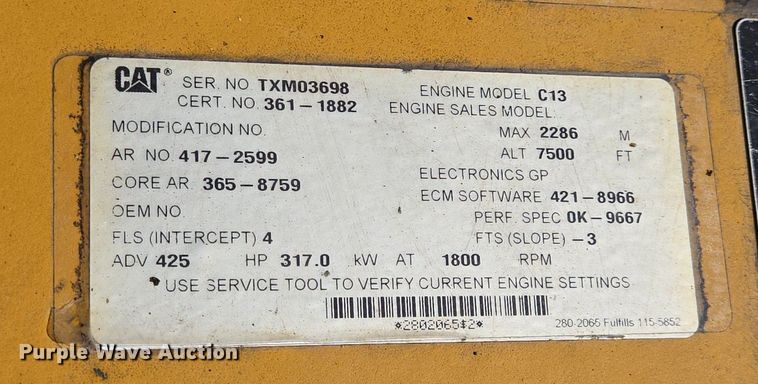 CAT® SER. NO. TXM03698 ENGINE MODEL C13
CERT. NO. 361-1882 ENGINE SALES MODEL:
MODIFICATION NO. MAX 2286 M
AR NO. 417-2599 ALT 7500 FT
CORE AR. 365-8759 ELECTRONICS GP
ECM SOFTWARE 421-8966
OEM NO. PERF. SPEC 0K-9667
FLS (INTERCEPT) 4 FTS (SLOPE) -3
ADV 425 HP 317.0 kW AT 1800 RPM
USE SERVICE TOOL TO VERIFY CURRENT ENGINE SETTINGS
*2802065$2* 280-2065 Fulfills 115-5852
Purple Wave Auction